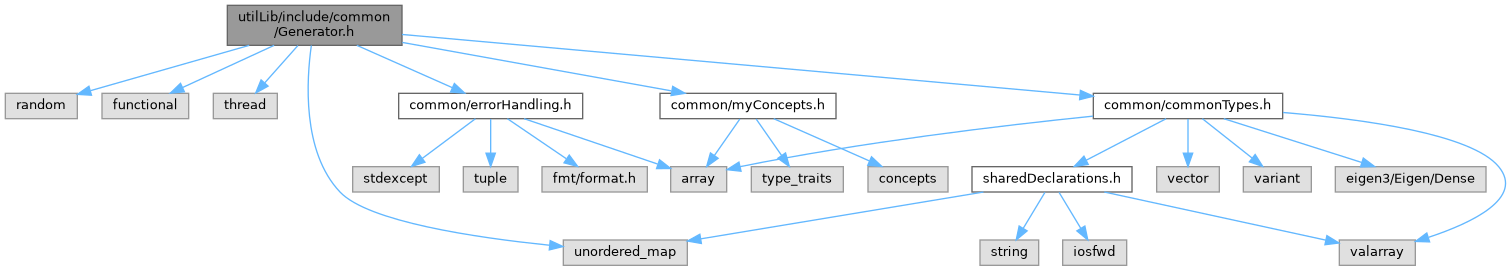 utilLib/include/common
/Generator.h
random
functional
thread
common/errorHandling.h
common/myConcepts.h
common/commonTypes.h
stdexcept
tuple
fmt/format.h
array
type_traits
concepts
sharedDeclarations.h
vector
variant
eigen3/Eigen/Dense
unordered_map
string
iosfwd
valarray